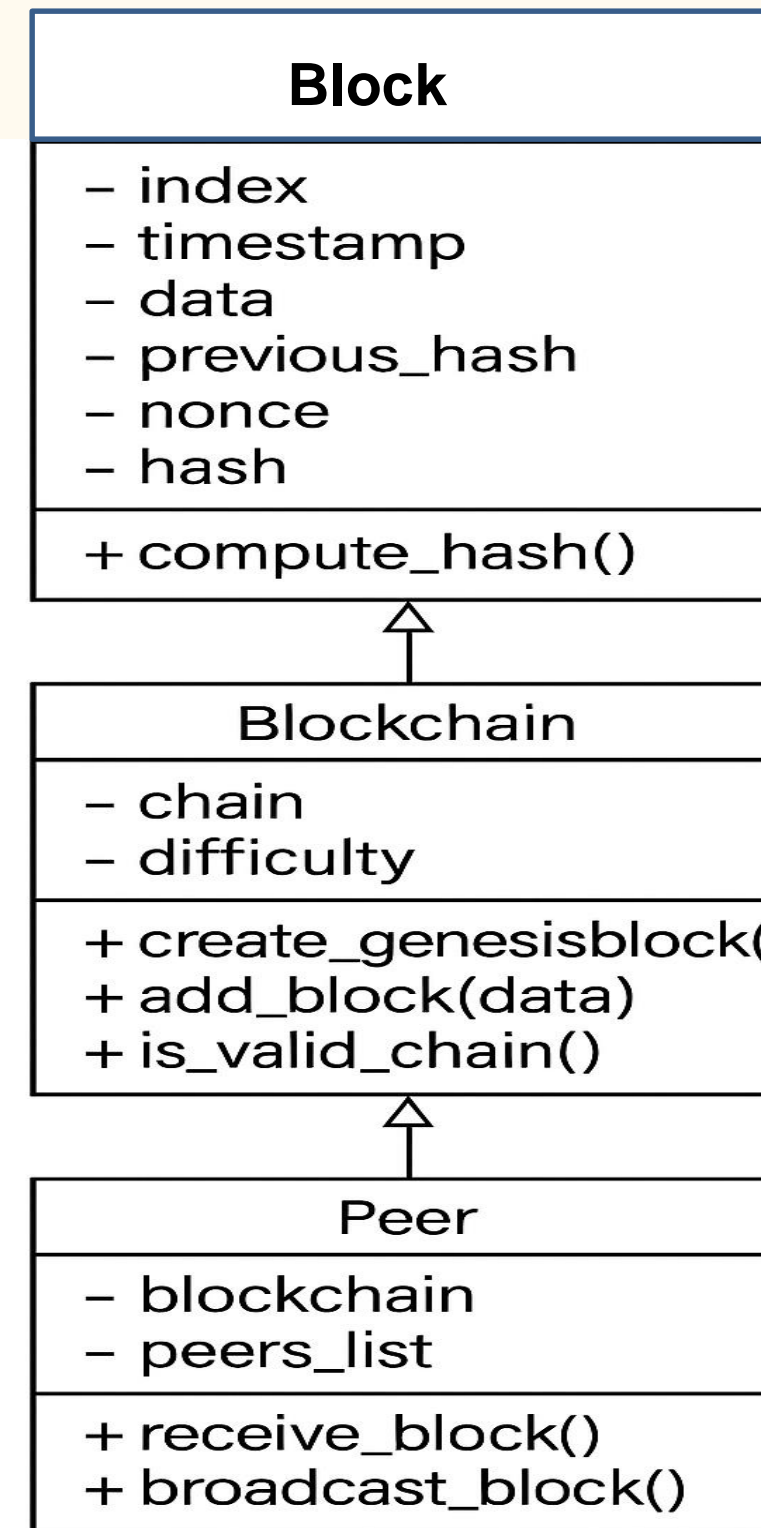 Block
– index
– timestamp
– data
– previous_hash
– nonce
– hash
+ compute_hash()
Blockchain
– chain
– difficulty
+ create_genesisblock(
+ add_block(data)
+ is_valid_chain()
Peer
– blockchain
– peers_list
+ receive_block()
+ broadcast_block()